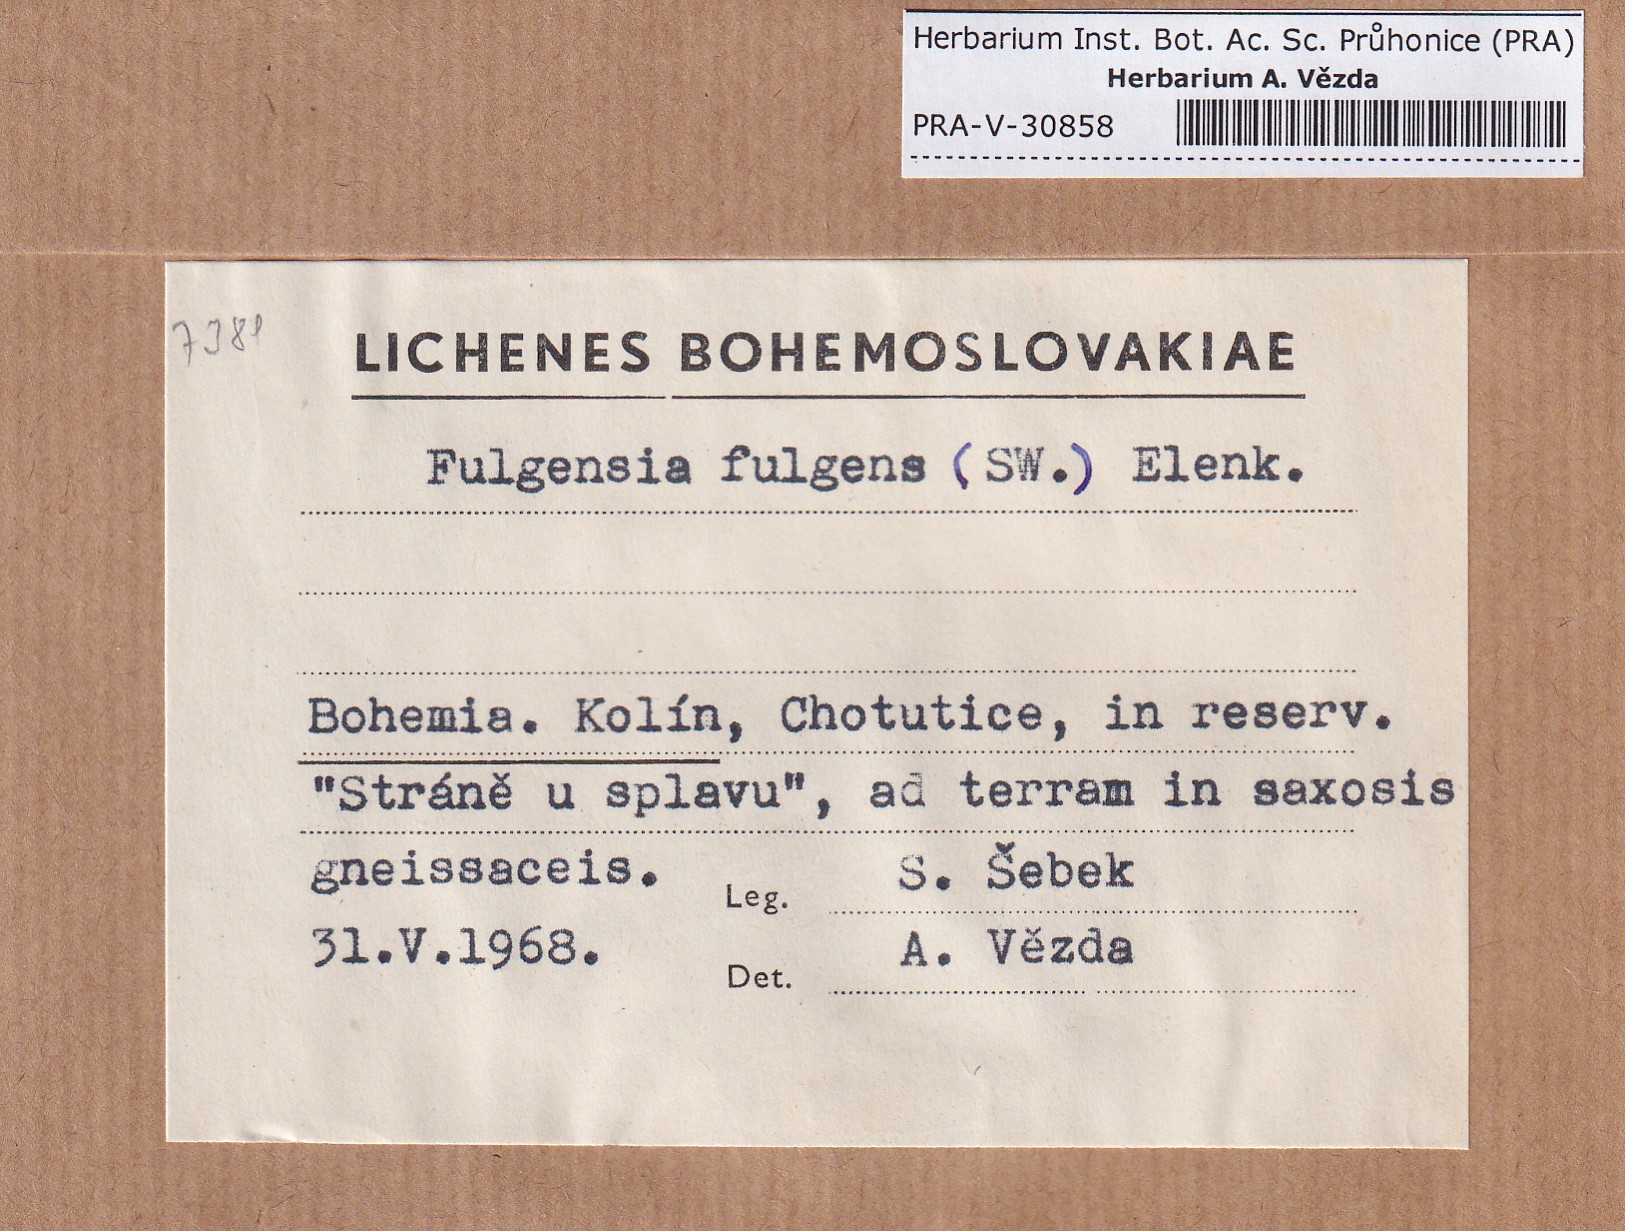 Herbarium Inst. Bot. Ac. Sc. Průhonice (PRA)
Herbarium A. Vězda
PRA-V-30858
7381
LICHENES BOHEMOSLOVAKIAE
Fulgensia fulgens (SW.) Elenk.
Bohemia. Kolín, Chotutice, in reserv.
"Stráně u splavu", ad terram in saxosis
gneissaceis.
Leg. S. Šebek
31.V.1968.
Det. A. Vězda